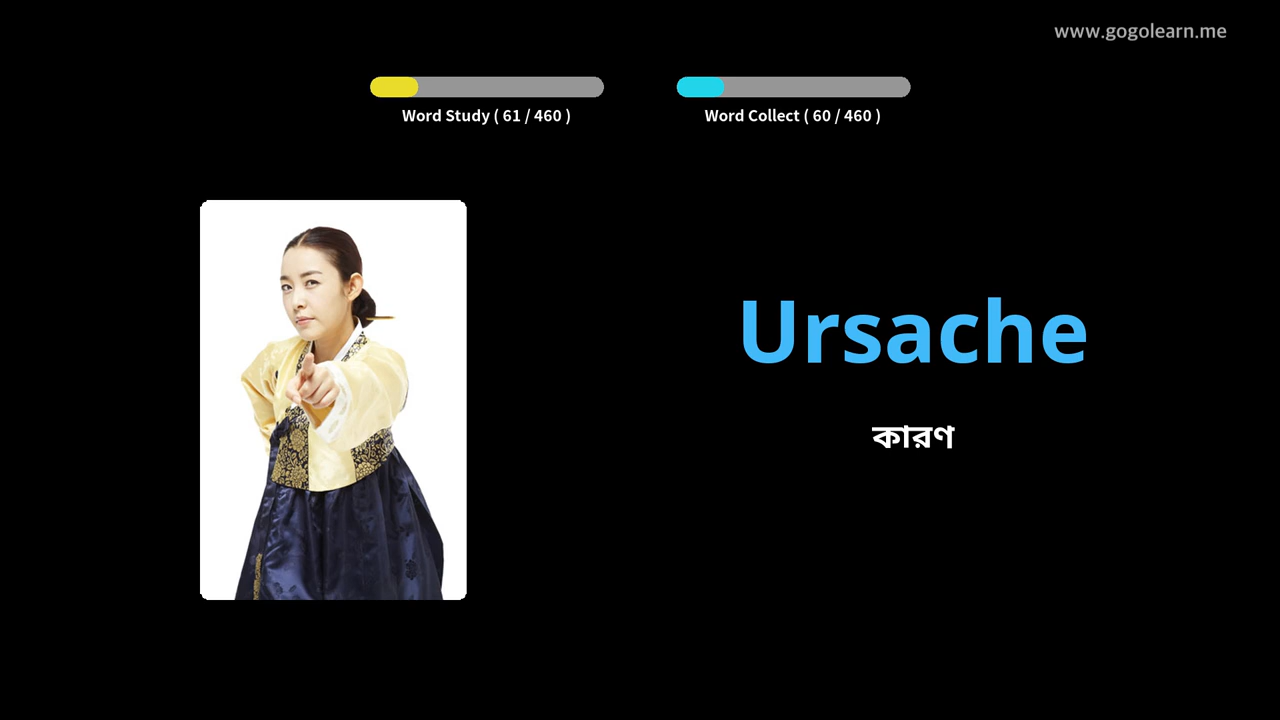 www.gogolearn.me
Word Study ( 61 / 460 )
Word Collect ( 60 / 460 )
Ursache
কারণ